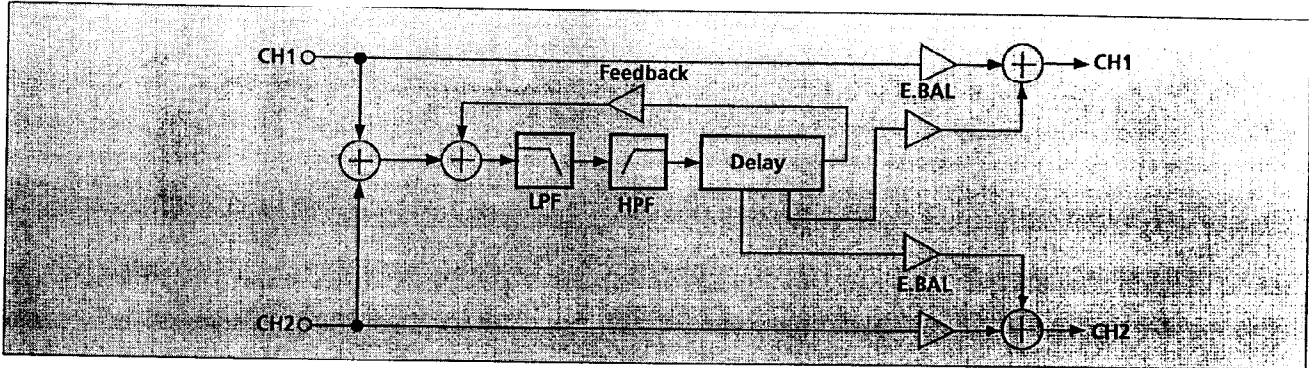 CH1
CH1
Feedback
E.BAL
Delay
LPF
HPF
E.BAL
CH2
CH2